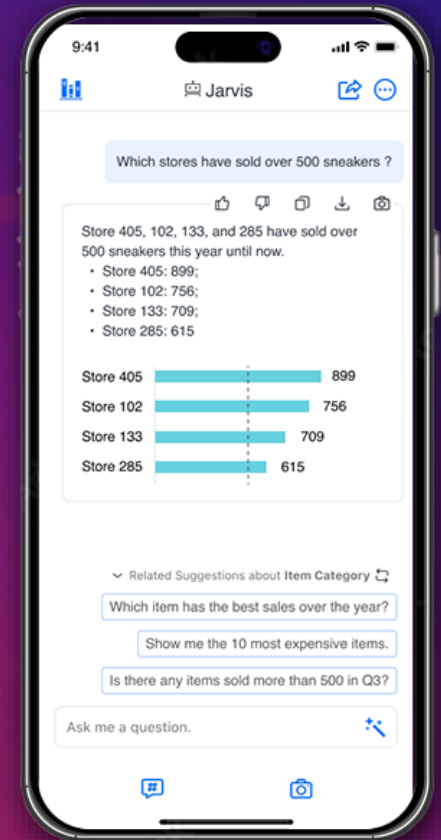 9:41
Jarvis
Which stores have sold over 500 sneakers ?
Store 405, 102, 133, and 285 have sold over
500 sneakers this year until now.
• Store 405: 899;
• Store 102: 756;
• Store 133: 709;
• Store 285: 615
Store 405 899
Store 102 756
Store 133 709
Store 285 615
Related Suggestions about Item Category
Which item has the best sales over the year?
Show me the 10 most expensive items.
Is there any items sold more than 500 in Q3?
Ask me a question.
#